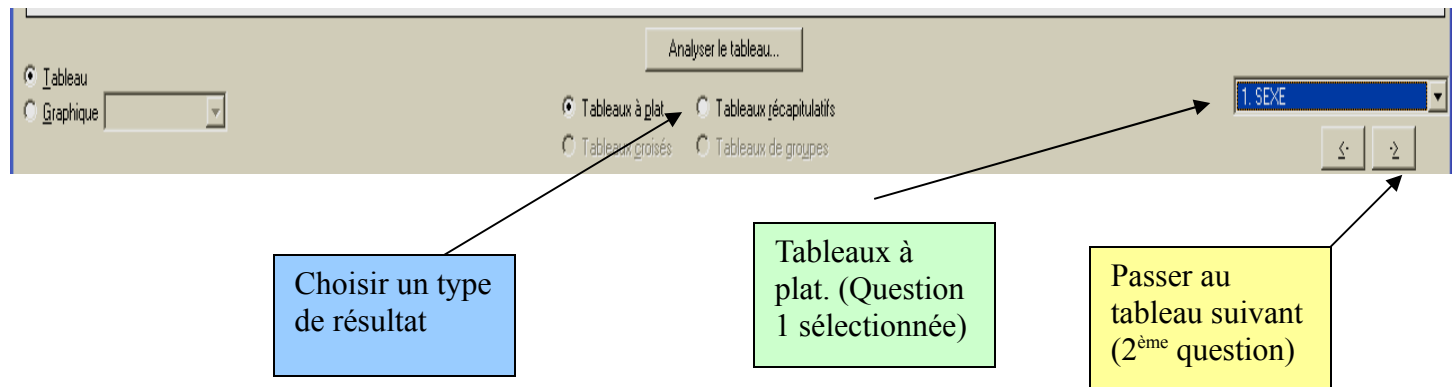 Analyser le tableau...
Tableau
Graphique
Tableaux à plat
Tableaux récapitulatifs
1. SEXE
Tableaux croisés
Tableaux de groupes
<·
·>
Choisir un type
de résultat
Tableaux à
plat. (Question
1 sélectionnée)
Passer au
tableau suivant
(2ème question)